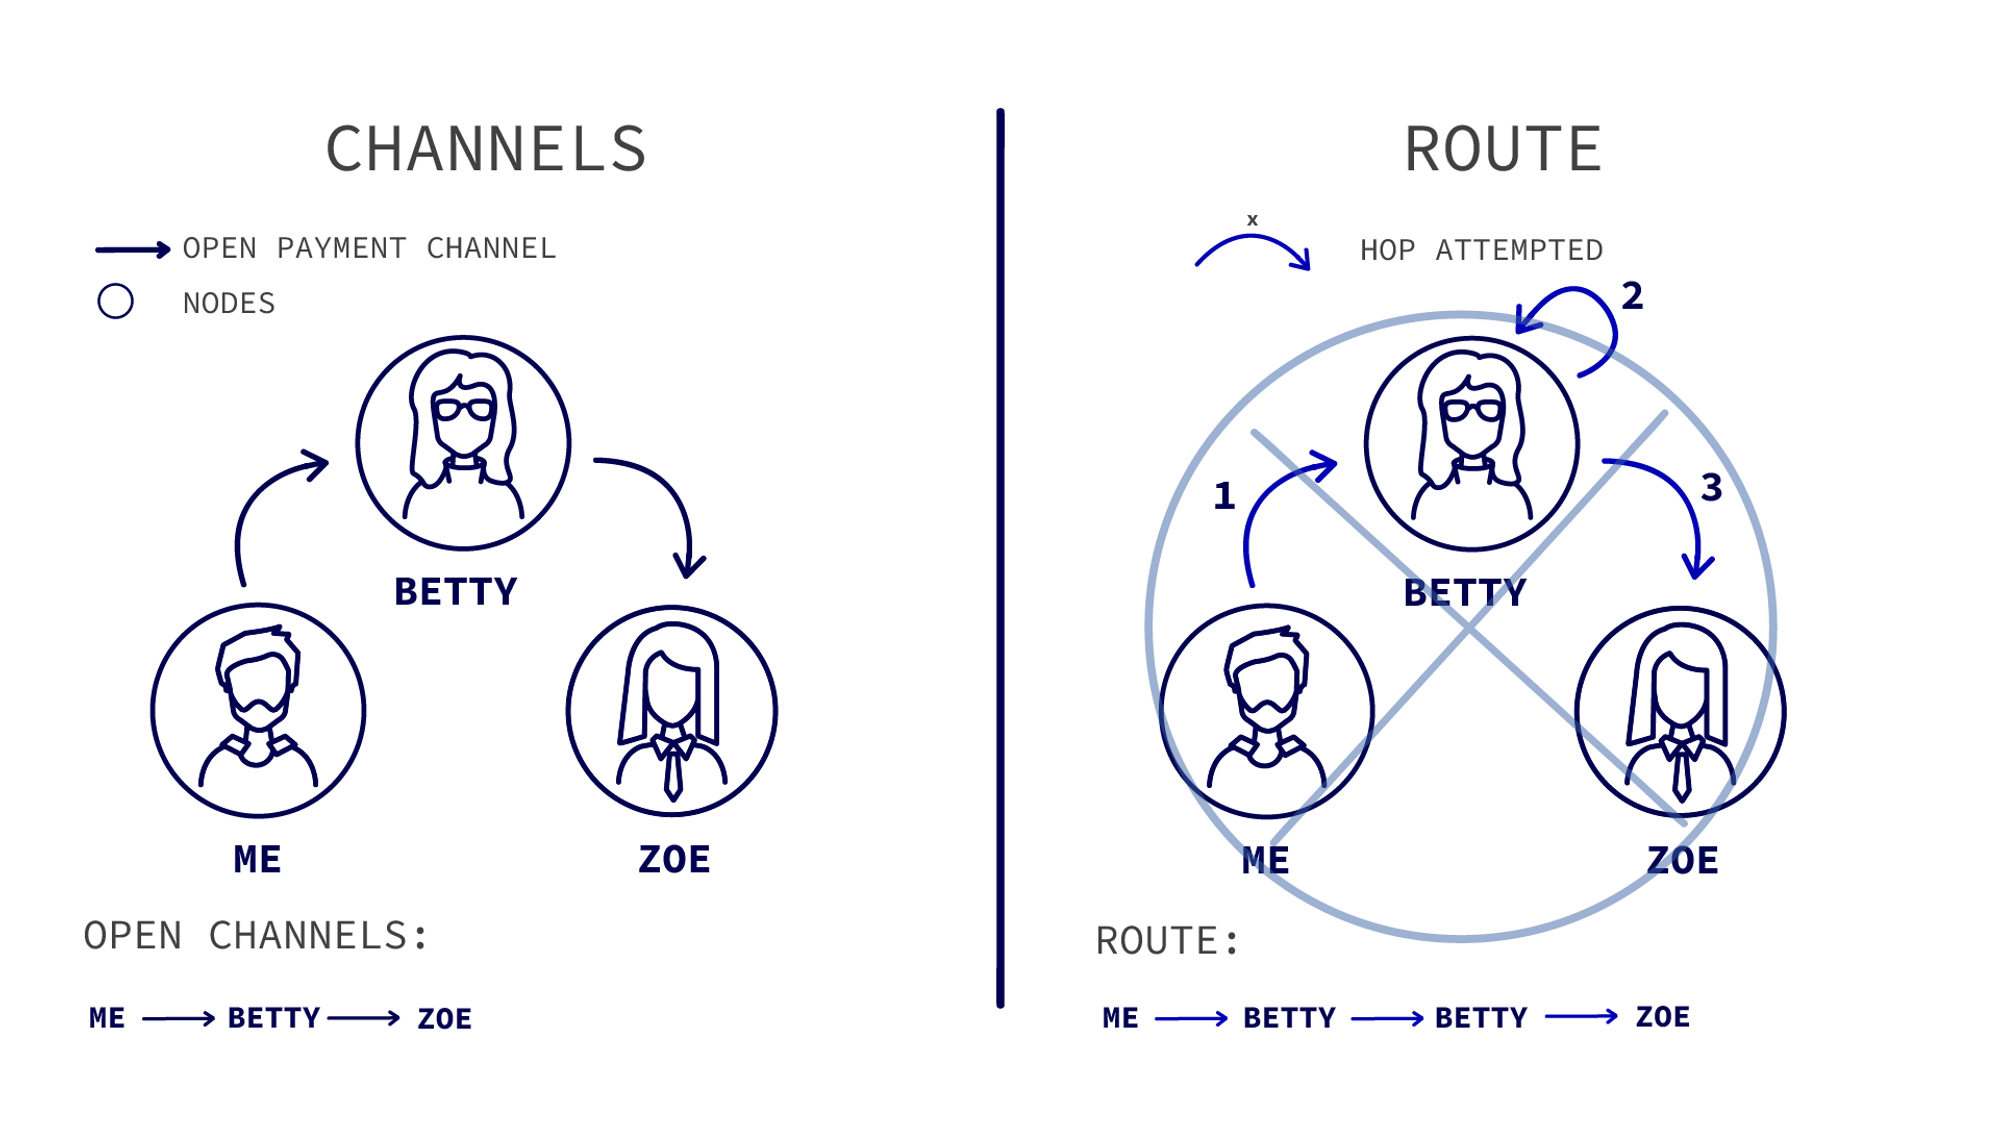 CHANNELS
OPEN PAYMENT CHANNEL
NODES
BETTY
ME
ZOE
OPEN CHANNELS:
ME BETTY ZOE
ROUTE
x
HOP ATTEMPTED
2
1
3
BETTY
ME
ZOE
ROUTE:
ME BETTY BETTY ZOE